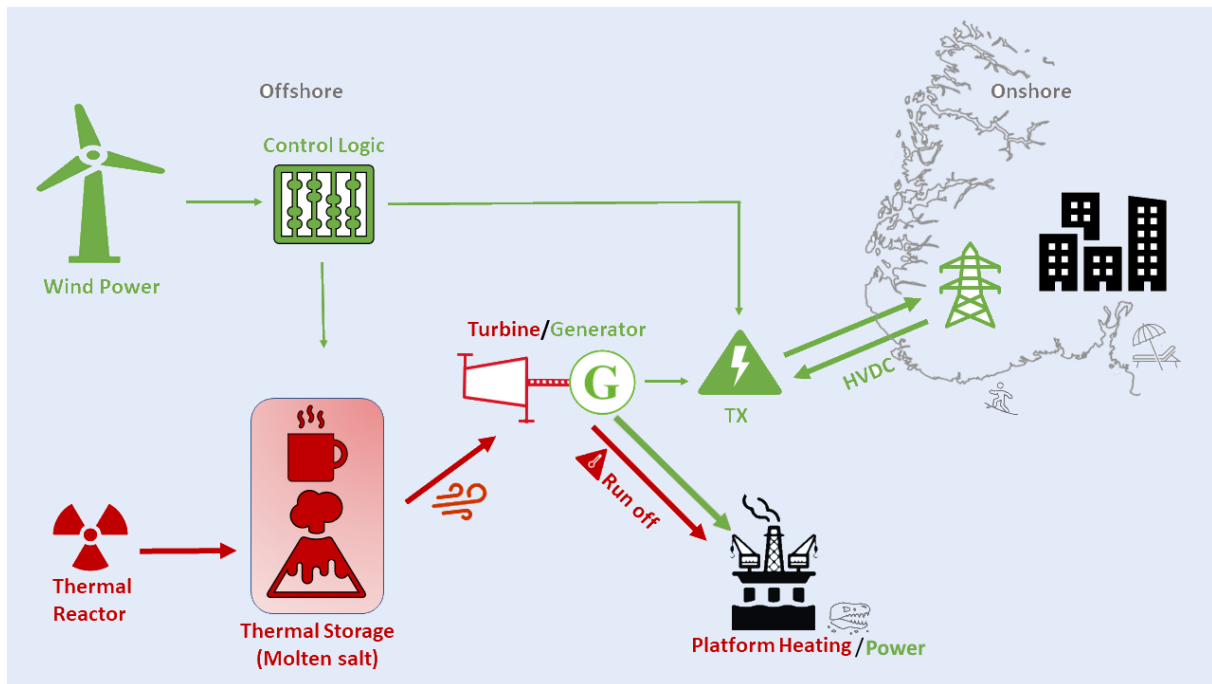 Offshore
Onshore
Control Logic
Wind Power
Turbine/Generator
G
TX
HVDC
Run off
Thermal
Reactor
Thermal Storage
(Molten salt)
Platform Heating /Power